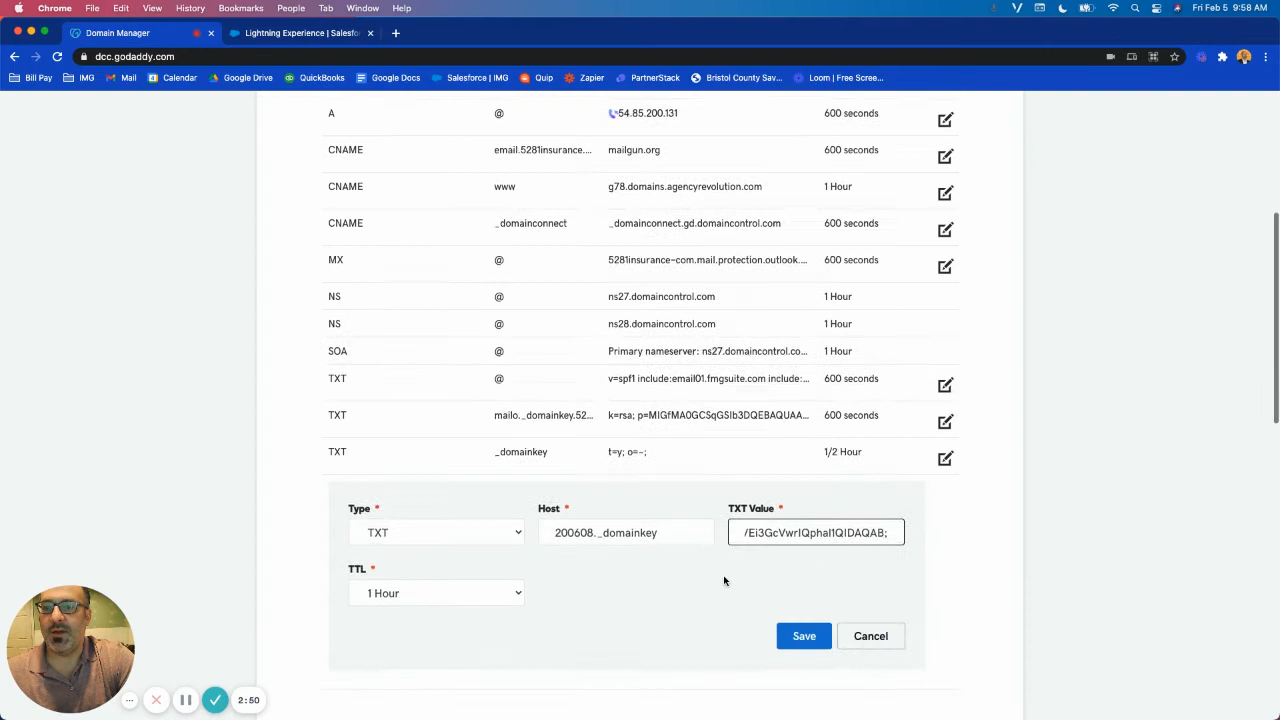 Chrome File Edit View History Bookmarks People Tab Window Help Fri Feb 5 9:58 AM
Domain Manager Lightning Experience | Salesfo
dcc.godaddy.com
Bill Pay IMG Mail Calendar Google Drive QuickBooks Google Docs Salesforce | IMG Quip Zapier PartnerStack Bristol County Sav... Loom | Free Scree...
A @ 54.85.200.131 600 seconds
CNAME email.5281insurance.... mailgun.org 600 seconds
CNAME www g78.domains.agencyrevolution.com 1 Hour
CNAME _domainconnect _domainconnect.gd.domaincontrol.com 600 seconds
MX @ 5281insurance-com.mail.protection.outlook.... 600 seconds
NS @ ns27.domaincontrol.com 1 Hour
NS @ ns28.domaincontrol.com 1 Hour
SOA @ Primary nameserver: ns27.domaincontrol.co... 1 Hour
TXT @ v=spf1 include:email01.fmgsuite.com include:... 600 seconds
TXT mailo._domainkey.52... k=rsa; p=MIGfMA0GCSqGSIb3DQEBAQUAA... 600 seconds
TXT _domainkey t=y; o=~; 1/2 Hour
Type * Host * TXT Value *
TXT 200608._domainkey /Ei3GcVwrIQphaI1QIDAQAB;
TTL *
1 Hour
Save Cancel
2:50